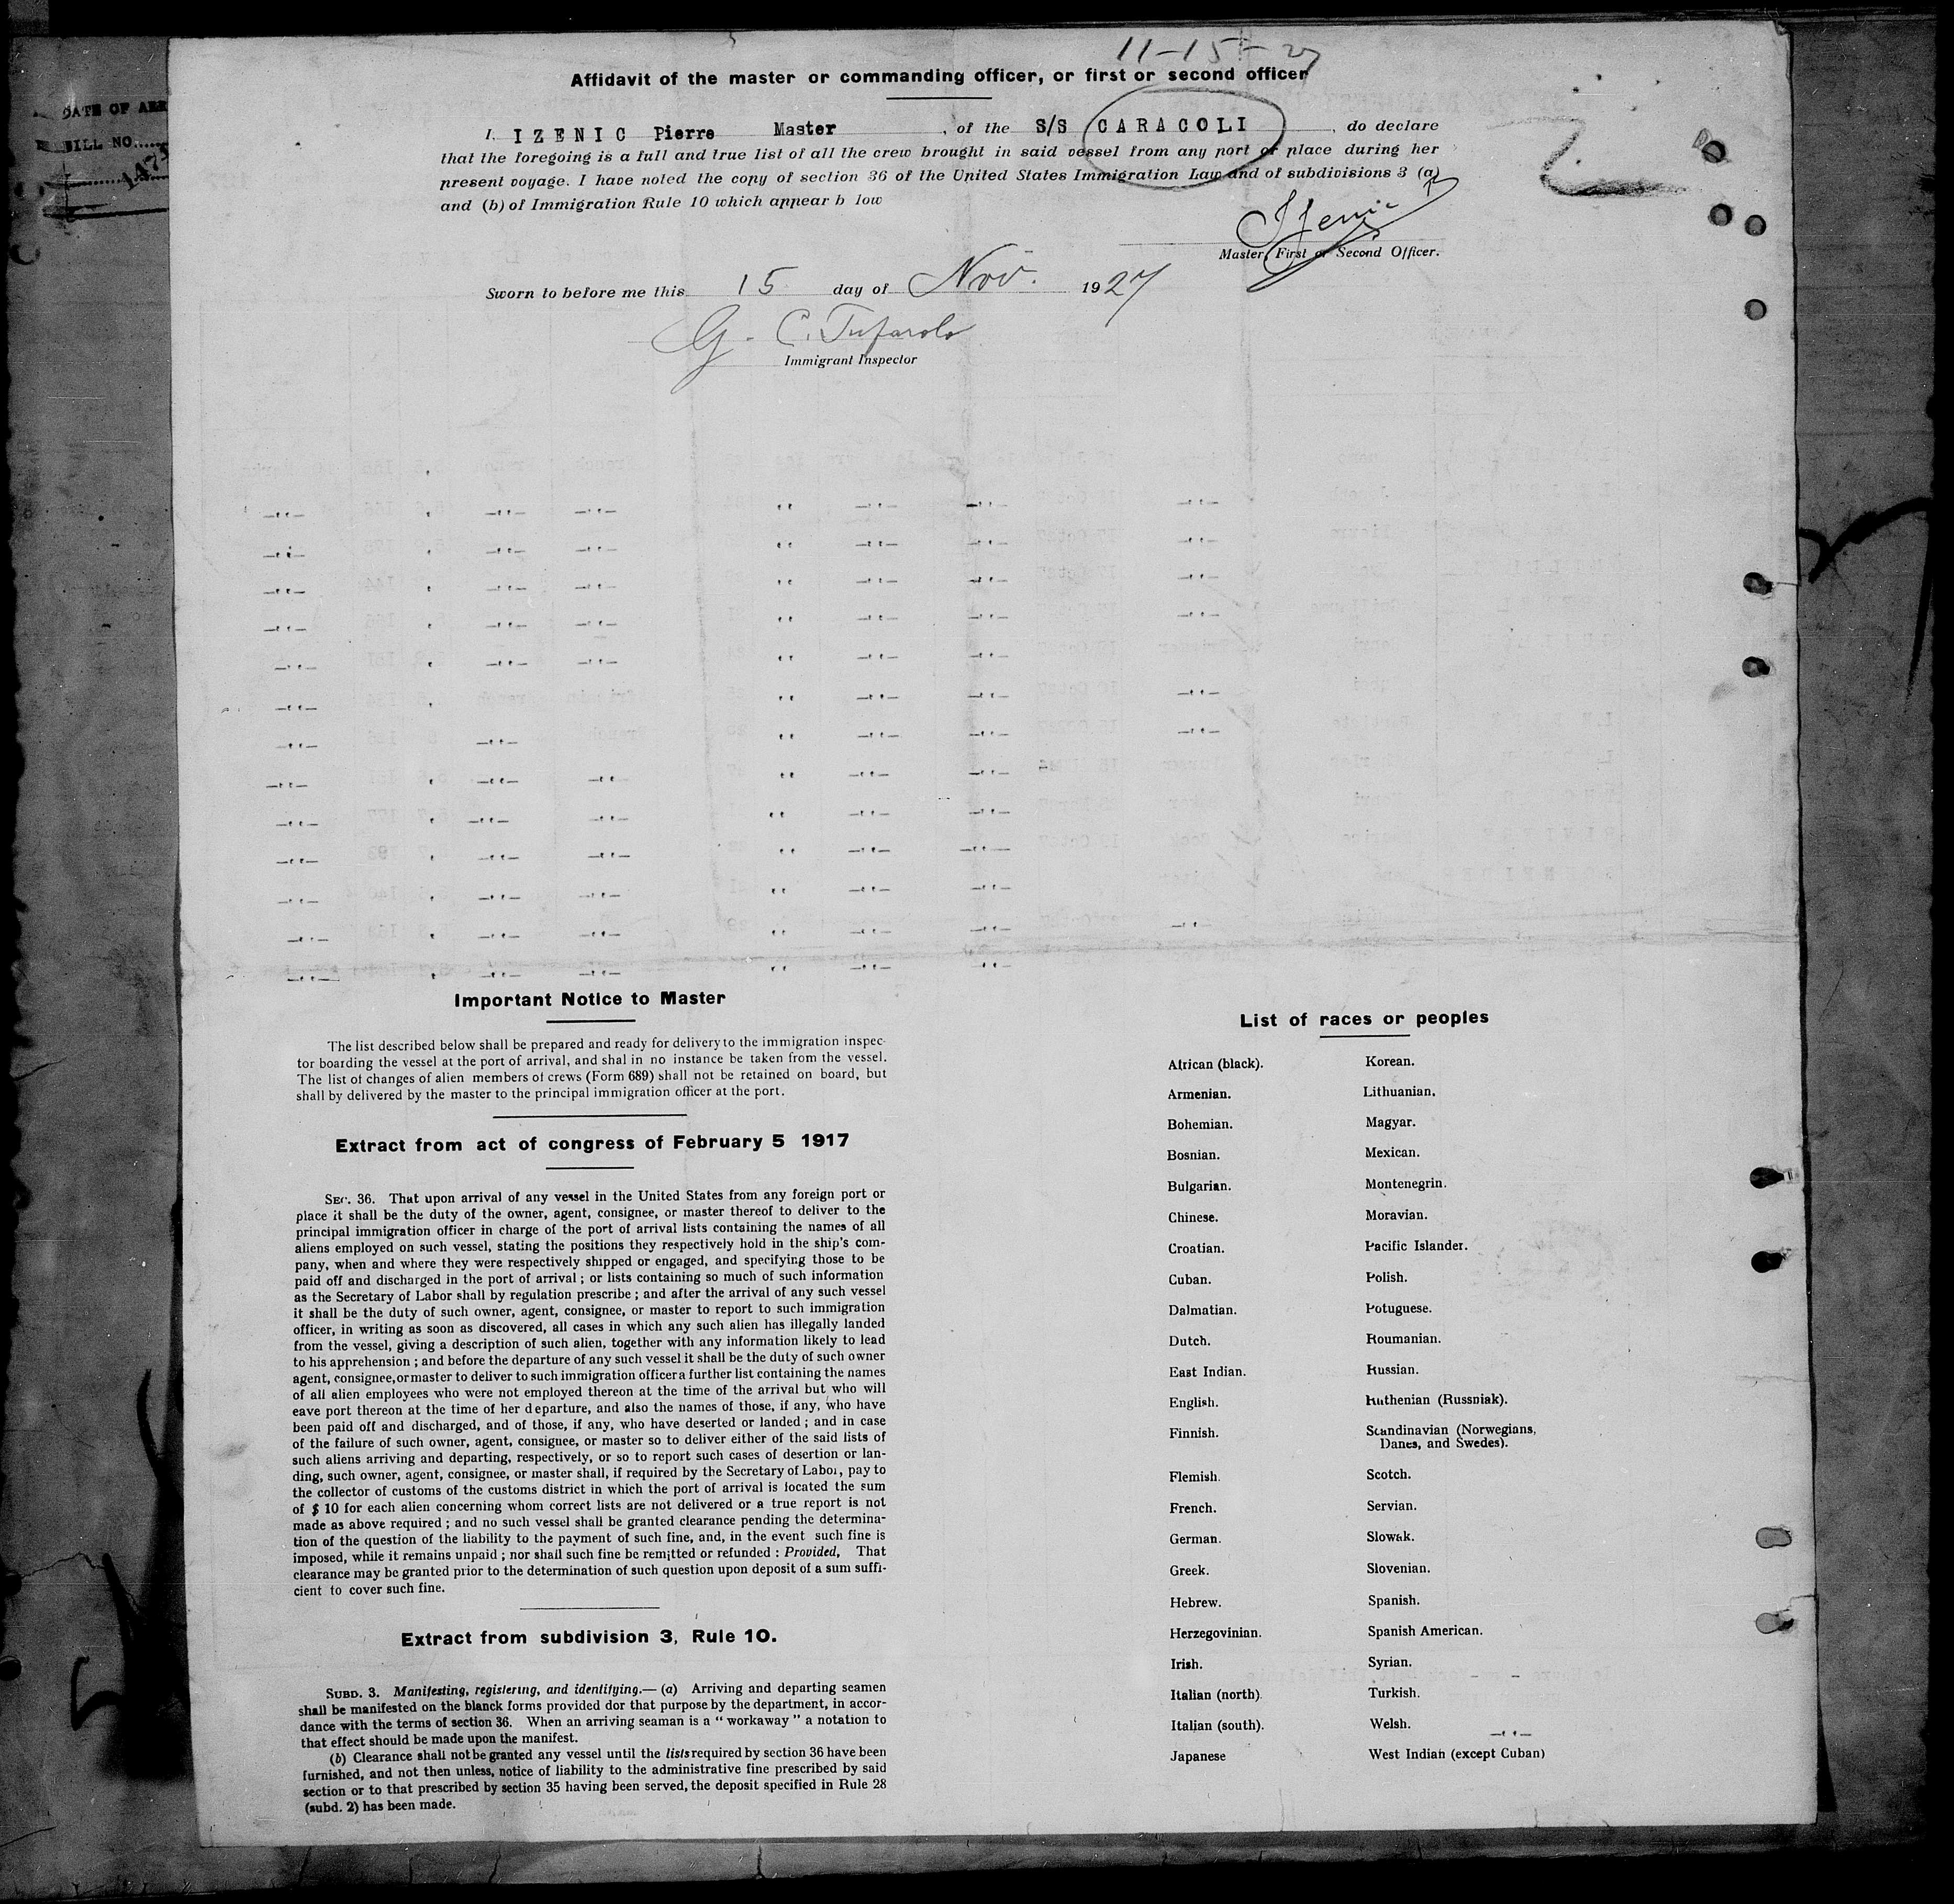 11-15-27
Affidavit of the master or commanding officer, or first or second officer
DATE OF
BILL NO.....
147
I, IZENIC Pierre Master , of the S/S CARACOLI , do declare
that the foregoing is a full and true list of all the crew brought in said vessel from any port or place during her
present voyage. I have noted the copy of section 36 of the United States Immigration Law and of subdivisions 3 (a)
and (b) of Immigration Rule 10 which appear b low
Izenic
Master, First or Second Officer.
Sworn to before me this 15 day of Nov. 1927
G. C. Tufarolo
Immigrant Inspector
Important Notice to Master
The list described below shall be prepared and ready for delivery to the immigration inspec-
tor boarding the vessel at the port of arrival, and shal in no instance be taken from the vessel.
The list of changes of alien members of crews (Form 689) shall not be retained on board, but
shall by delivered by the master to the principal immigration officer at the port.
Extract from act of congress of February 5 1917
SEC. 36. That upon arrival of any vessel in the United States from any foreign port or
place it shall be the duty of the owner, agent, consignee, or master thereof to deliver to the
principal immigration officer in charge of the port of arrival lists containing the names of all
aliens employed on such vessel, stating the positions they respectively hold in the ship's com-
pany, when and where they were respectively shipped or engaged, and specifying those to be
paid off and discharged in the port of arrival ; or lists containing so much of such information
as the Secretary of Labor shall by regulation prescribe ; and after the arrival of any such vessel
it shall be the duty of such owner, agent, consignee, or master to report to such immigration
officer, in writing as soon as discovered, all cases in which any such alien has illegally landed
from the vessel, giving a description of such alien, together with any information likely to lead
to his apprehension ; and before the departure of any such vessel it shall be the duty of such owner
agent, consignee, or master to deliver to such immigration officer a further list containing the names
of all alien employees who were not employed thereon at the time of the arrival but who will
eave port thereon at the time of her departure, and also the names of those, if any, who have
been paid off and discharged, and of those, if any, who have deserted or landed ; and in case
of the failure of such owner, agent, consignee, or master so to deliver either of the said lists of
such aliens arriving and departing, respectively, or so to report such cases of desertion or lan-
ding, such owner, agent, consignee, or master shall, if required by the Secretary of Labor, pay to
the collector of customs of the customs district in which the port of arrival is located the sum
of $ 10 for each alien concerning whom correct lists are not delivered or a true report is not
made as above required ; and no such vessel shall be granted clearance pending the determina-
tion of the question of the liability to the payment of such fine, and, in the event such fine is
imposed, while it remains unpaid ; nor shall such fine be remitted or refunded : Provided, That
clearance may be granted prior to the determination of such question upon deposit of a sum suffi-
cient to cover such fine.
Extract from subdivision 3, Rule 10.
SUBD. 3. Manifesting, registering, and identifying.— (a) Arriving and departing seamen
shall be manifested on the blanck forms provided dor that purpose by the department, in accor-
dance with the terms of section 36. When an arriving seaman is a " workaway " a notation to
that effect should be made upon the manifest.
(b) Clearance shall not be granted any vessel until the lists required by section 36 have been
furnished, and not then unless, notice of liability to the administrative fine prescribed by said
section or to that prescribed by section 35 having been served, the deposit specified in Rule 28
(subd. 2) has been made.
List of races or peoples
African (black). Korean.
Armenian. Lithuanian.
Bohemian. Magyar.
Bosnian. Mexican.
Bulgarian. Montenegrin.
Chinese. Moravian.
Croatian. Pacific Islander.
Cuban. Polish.
Dalmatian. Potuguese.
Dutch. Roumanian.
East Indian. Russian.
English. Ruthenian (Russniak).
Finnish. Scandinavian (Norwegians,
Danes, and Swedes).
Flemish. Scotch.
French. Servian.
German. Slowak.
Greek. Slovenian.
Hebrew. Spanish.
Herzegovinian. Spanish American.
Irish. Syrian.
Italian (north). Turkish.
Italian (south). Welsh.
Japanese West Indian (except Cuban)